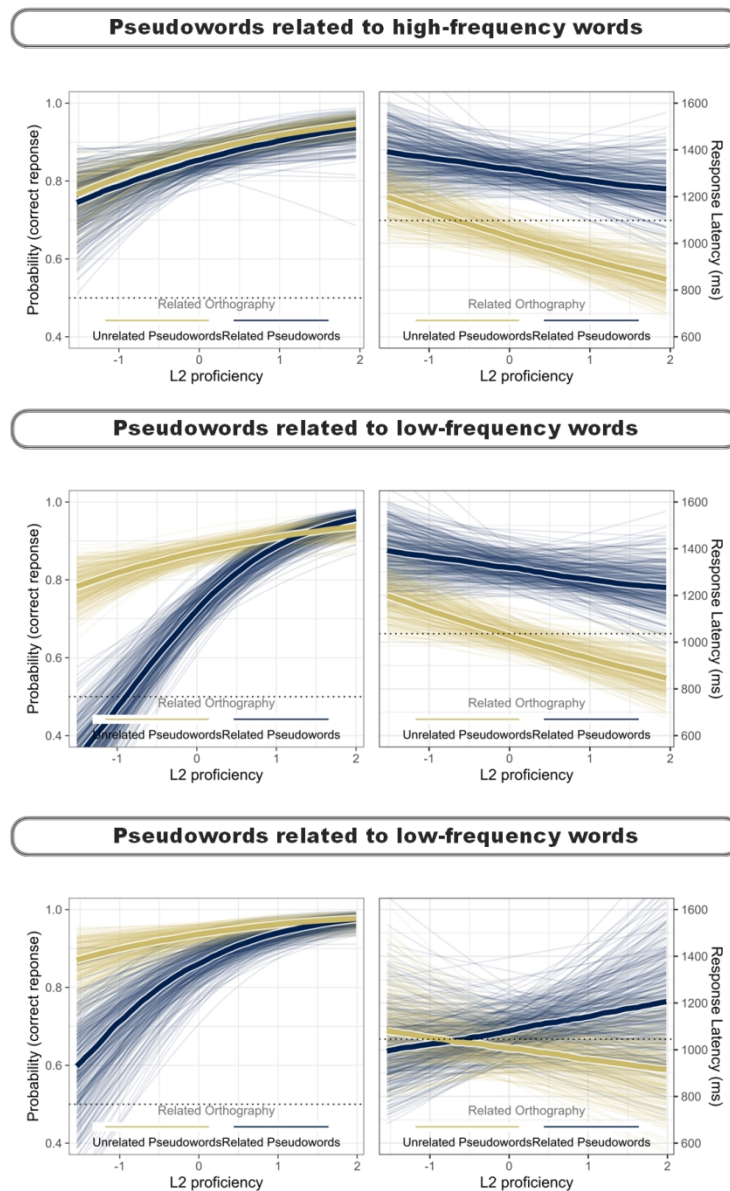 Pseudowords related to high-frequency words
Probability (correct reponse)
1.0
0.8
0.6
0.4
Related Orthography
Unrelated Pseudowords Related Pseudowords
-1 0 1 2
L2 proficiency
Related Orthography
Unrelated Pseudowords Related Pseudowords
-1 0 1 2
L2 proficiency
1600
1400
1200
1000
800
600
Response Latency (ms)
Pseudowords related to low-frequency words
Probability (correct reponse)
1.0
0.8
0.6
0.4
Related Orthography
Unrelated Pseudowords Related Pseudowords
-1 0 1 2
L2 proficiency
Related Orthography
Unrelated Pseudowords Related Pseudowords
-1 0 1 2
L2 proficiency
1600
1400
1200
1000
800
600
Response Latency (ms)
Pseudowords related to low-frequency words
Probability (correct reponse)
1.0
0.8
0.6
0.4
Related Orthography
Unrelated Pseudowords Related Pseudowords
-1 0 1 2
L2 proficiency
Related Orthography
Unrelated Pseudowords Related Pseudowords
-1 0 1 2
L2 proficiency
1600
1400
1200
1000
800
600
Response Latency (ms)